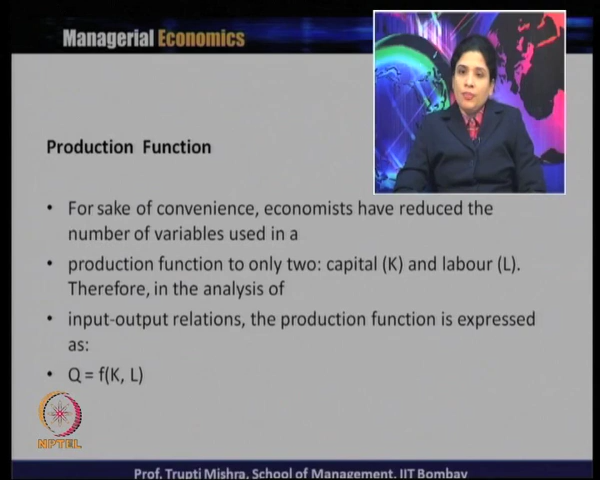 Managerial Economics
Production Function
• For sake of convenience, economists have reduced the
number of variables used in a
• production function to only two: capital (K) and labour (L).
Therefore, in the analysis of
• input-output relations, the production function is expressed
as:
• Q = f(K, L)
NPTEL
Prof. Trupti Mishra, School of Management, IIT Bombay